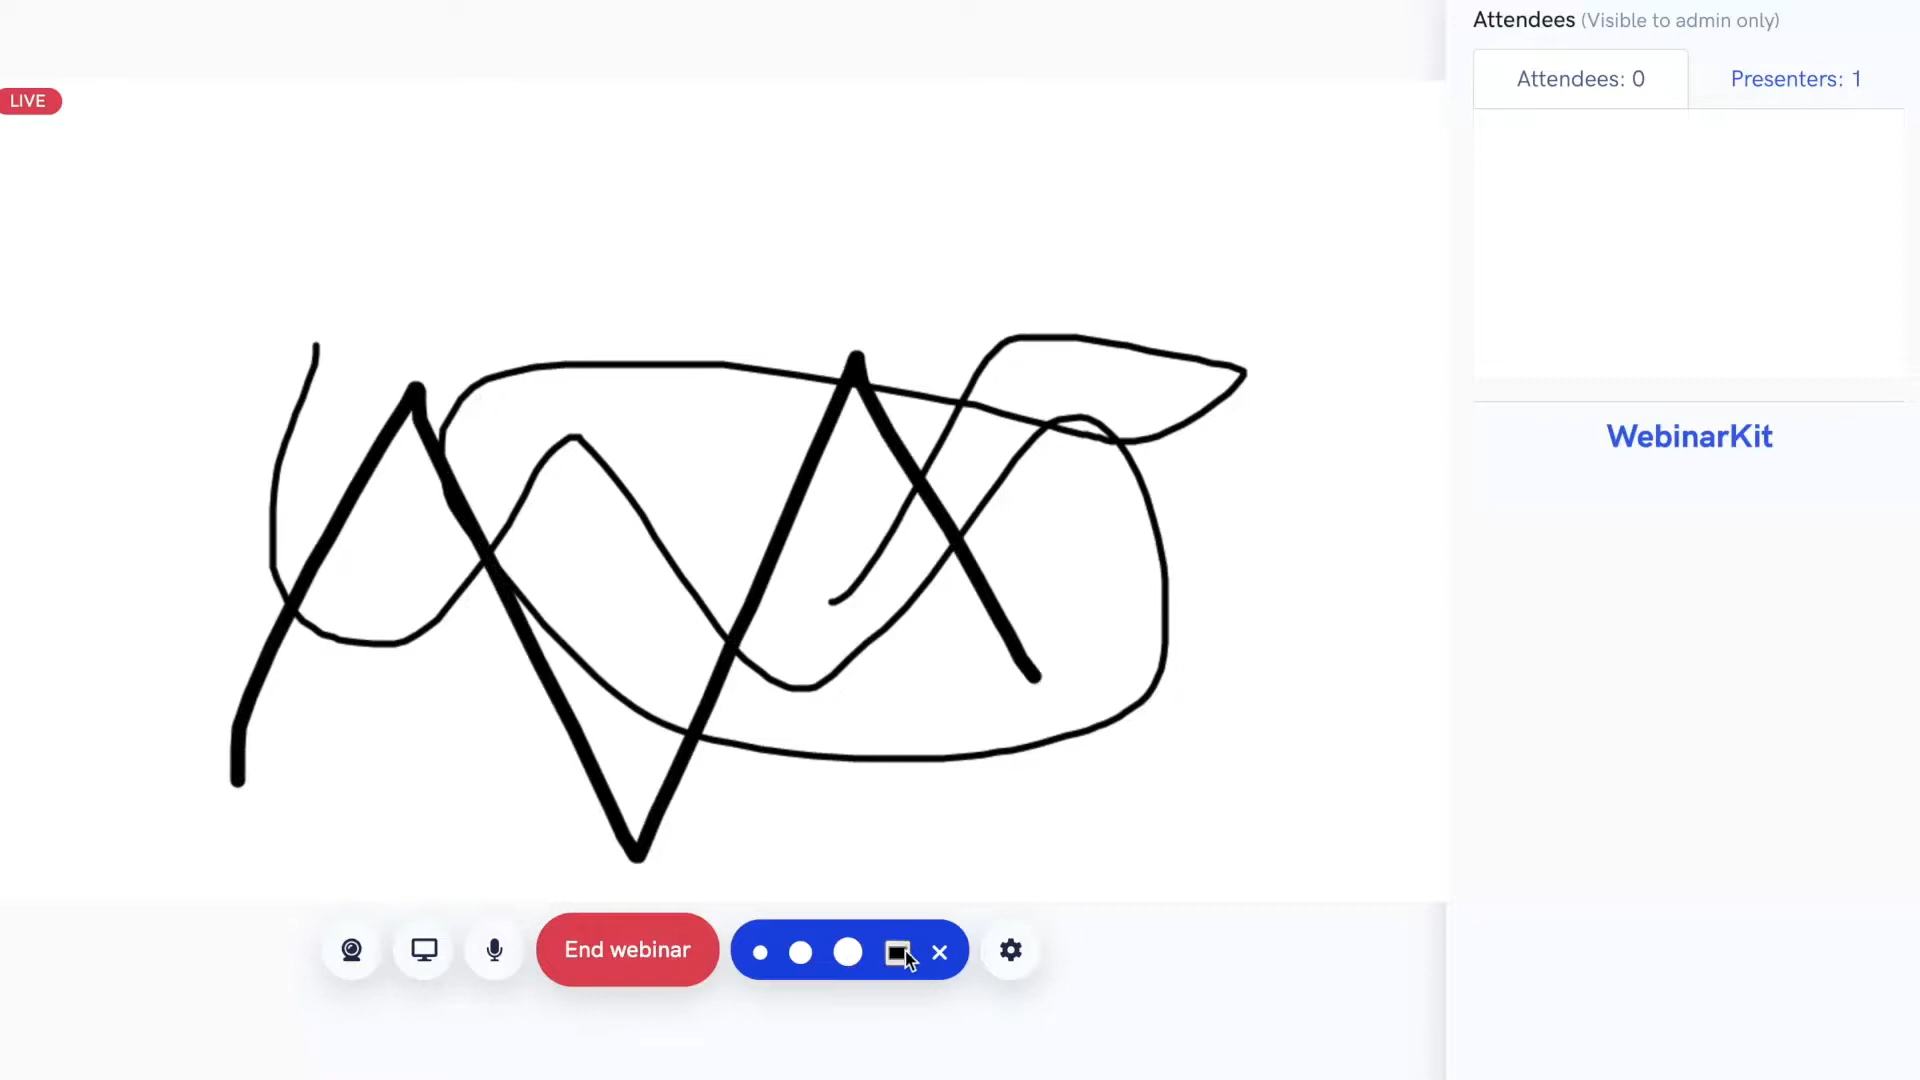 Attendees (Visible to admin only)
Attendees: 0
Presenters: 1
LIVE
WebinarKit
End webinar